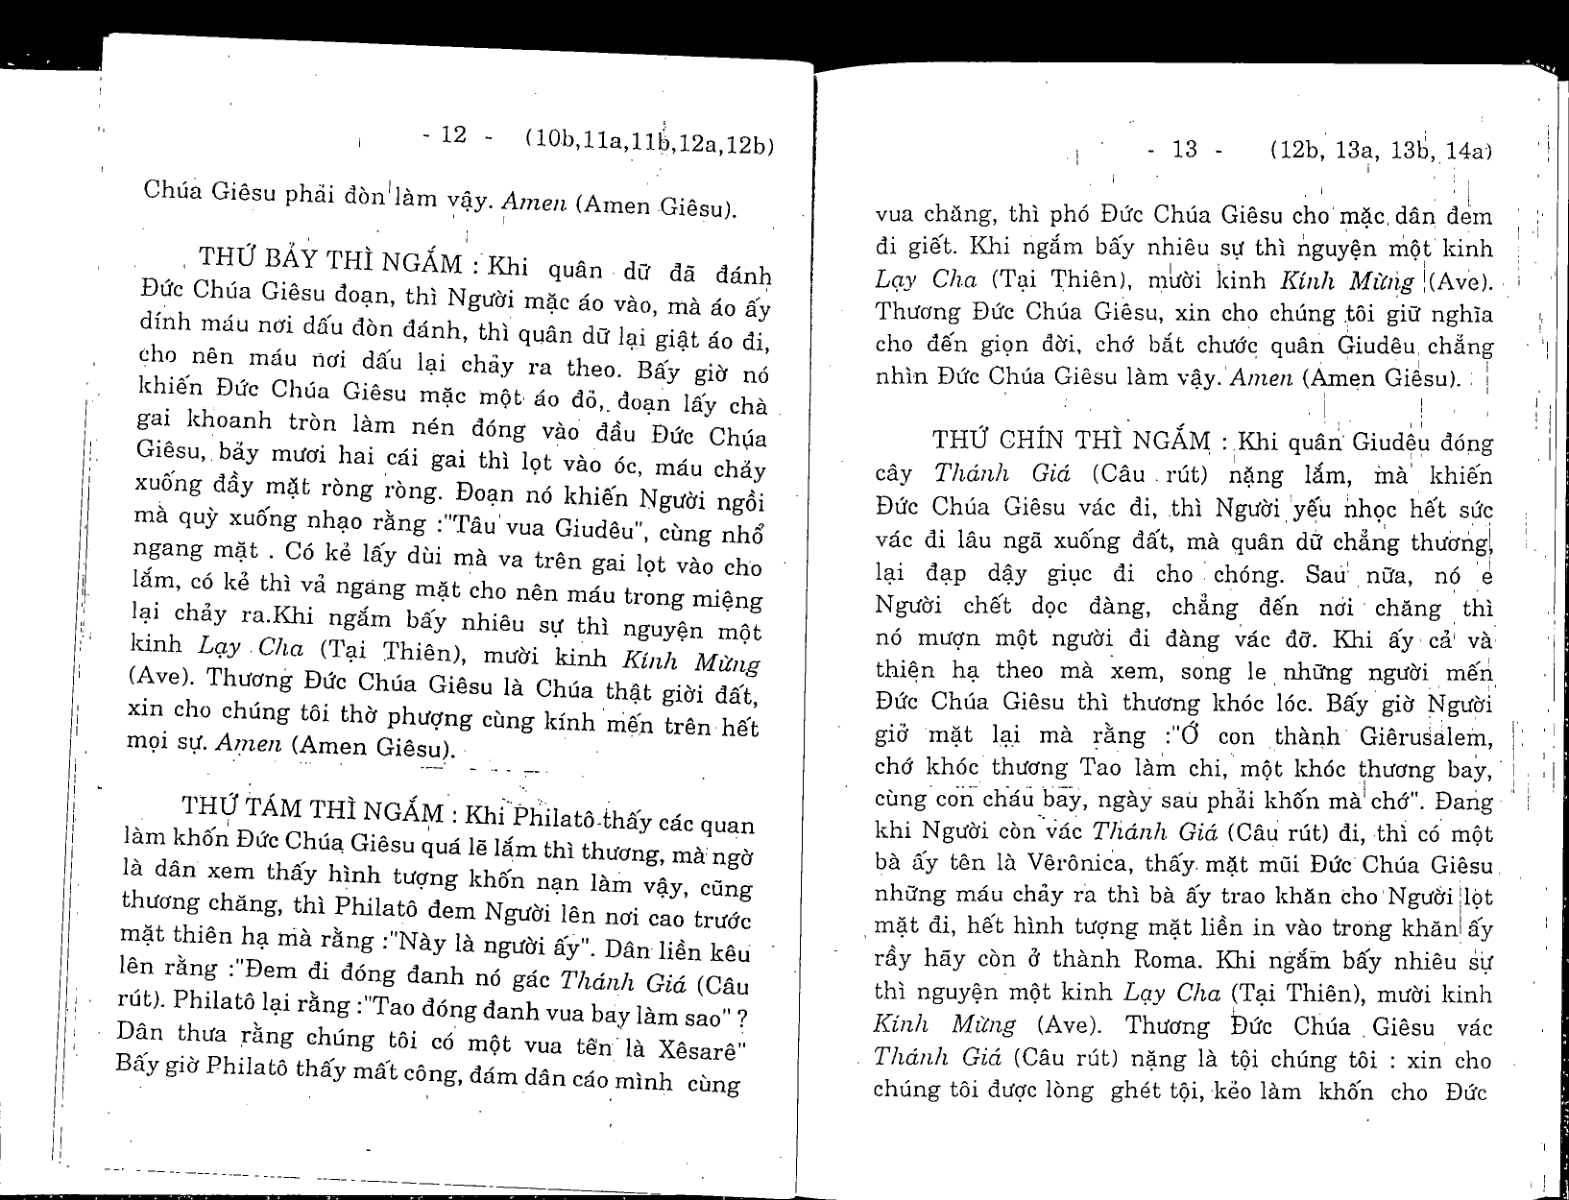 - 12 - (10b,11a,11b,12a,12b)
Chúa Giêsu phải đòn làm vậy. Amen (Amen Giêsu).
THỨ BẢY THÌ NGẮM : Khi quân dữ đã đánh
Đức Chúa Giêsu đoạn, thì Người mặc áo vào, mà áo ấy
dính máu nơi dấu đòn đánh, thì quân dữ lại giật áo đi,
cho nên máu nơi dấu lại chảy ra theo. Bấy giờ nó
khiến Đức Chúa Giêsu mặc một áo đỏ, đoạn lấy chà
gai khoanh tròn làm nén đóng vào đầu Đức Chúa
Giêsu, bảy mươi hai cái gai thì lọt vào óc, máu chảy
xuống đầy mặt ròng ròng. Đoạn nó khiến Người ngồi
mà quỳ xuống nhạo rằng :"Tâu vua Giudêu", cùng nhổ
ngang mặt . Có kẻ lấy dùi mà va trên gai lọt vào cho
lắm, có kẻ thì vả ngang mặt cho nên máu trong miệng
lại chảy ra.Khi ngắm bấy nhiêu sự thì nguyện một
kinh Lạy Cha (Tại Thiên), mười kinh Kính Mừng
(Ave). Thương Đức Chúa Giêsu là Chúa thật giời đất,
xin cho chúng tôi thờ phượng cùng kính mến trên hết
mọi sự. Amen (Amen Giêsu).
THỨ TÁM THÌ NGẮM : Khi Philatô thấy các quan
làm khốn Đức Chúa Giêsu quá lẽ lắm thì thương, mà ngờ
là dân xem thấy hình tượng khốn nạn làm vậy, cũng
thương chăng, thì Philatô đem Người lên nơi cao trước
mặt thiên hạ mà rằng :"Này là người ấy". Dân liền kêu
lên rằng :"Đem đi đóng đanh nó gác Thánh Giá (Câu
rút). Philatô lại rằng :"Tao đóng đanh vua bay làm sao" ?
Dân thưa rằng chúng tôi có một vua tên là Xêsarê"
Bấy giờ Philatô thấy mất công, đám dân cáo mình cùng
- 13 - (12b, 13a, 13b, 14a)
vua chăng, thì phó Đức Chúa Giêsu cho mặc dân đem
đi giết. Khi ngắm bấy nhiêu sự thì nguyện một kinh
Lạy Cha (Tại Thiên), mười kinh Kính Mừng (Ave).
Thương Đức Chúa Giêsu, xin cho chúng tôi giữ nghĩa
cho đến giọn đời, chớ bắt chước quân Giudêu chẳng
nhìn Đức Chúa Giêsu làm vậy. Amen (Amen Giêsu).
THỨ CHÍN THÌ NGẮM : Khi quân Giudêu đóng
cây Thánh Giá (Câu rút) nặng lắm, mà khiến
Đức Chúa Giêsu vác đi, thì Người yếu nhọc hết sức
vác đi lâu ngã xuống đất, mà quân dữ chẳng thương,
lại đạp dậy giục đi cho chóng. Sau nữa, nó e
Người chết dọc đàng, chẳng đến nơi chăng thì
nó mượn một người đi đàng vác đỡ. Khi ấy cả và
thiện hạ theo mà xem, song le những người mến
Đức Chúa Giêsu thì thương khóc lóc. Bấy giờ Người
giở mặt lại mà rằng :"Ớ con thành Giêrusalem,
chớ khóc thương Tao làm chi, một khóc thương bay,
cùng con cháu bay, ngày sau phải khốn mà chớ". Đang
khi Người còn vác Thánh Giá (Câu rút) đi, thì có một
bà ấy tên là Vêrônica, thấy mặt mũi Đức Chúa Giêsu
những máu chảy ra thì bà ấy trao khăn cho Người lọt
mặt đi, hết hình tượng mặt liền in vào trong khăn ấy
rầy hãy còn ở thành Roma. Khi ngắm bấy nhiêu sự
thì nguyện một kinh Lạy Cha (Tại Thiên), mười kinh
Kính Mừng (Ave). Thương Đức Chúa Giêsu vác
Thánh Giá (Câu rút) nặng là tội chúng tôi : xin cho
chúng tôi được lòng ghét tội, kẻo làm khốn cho Đức